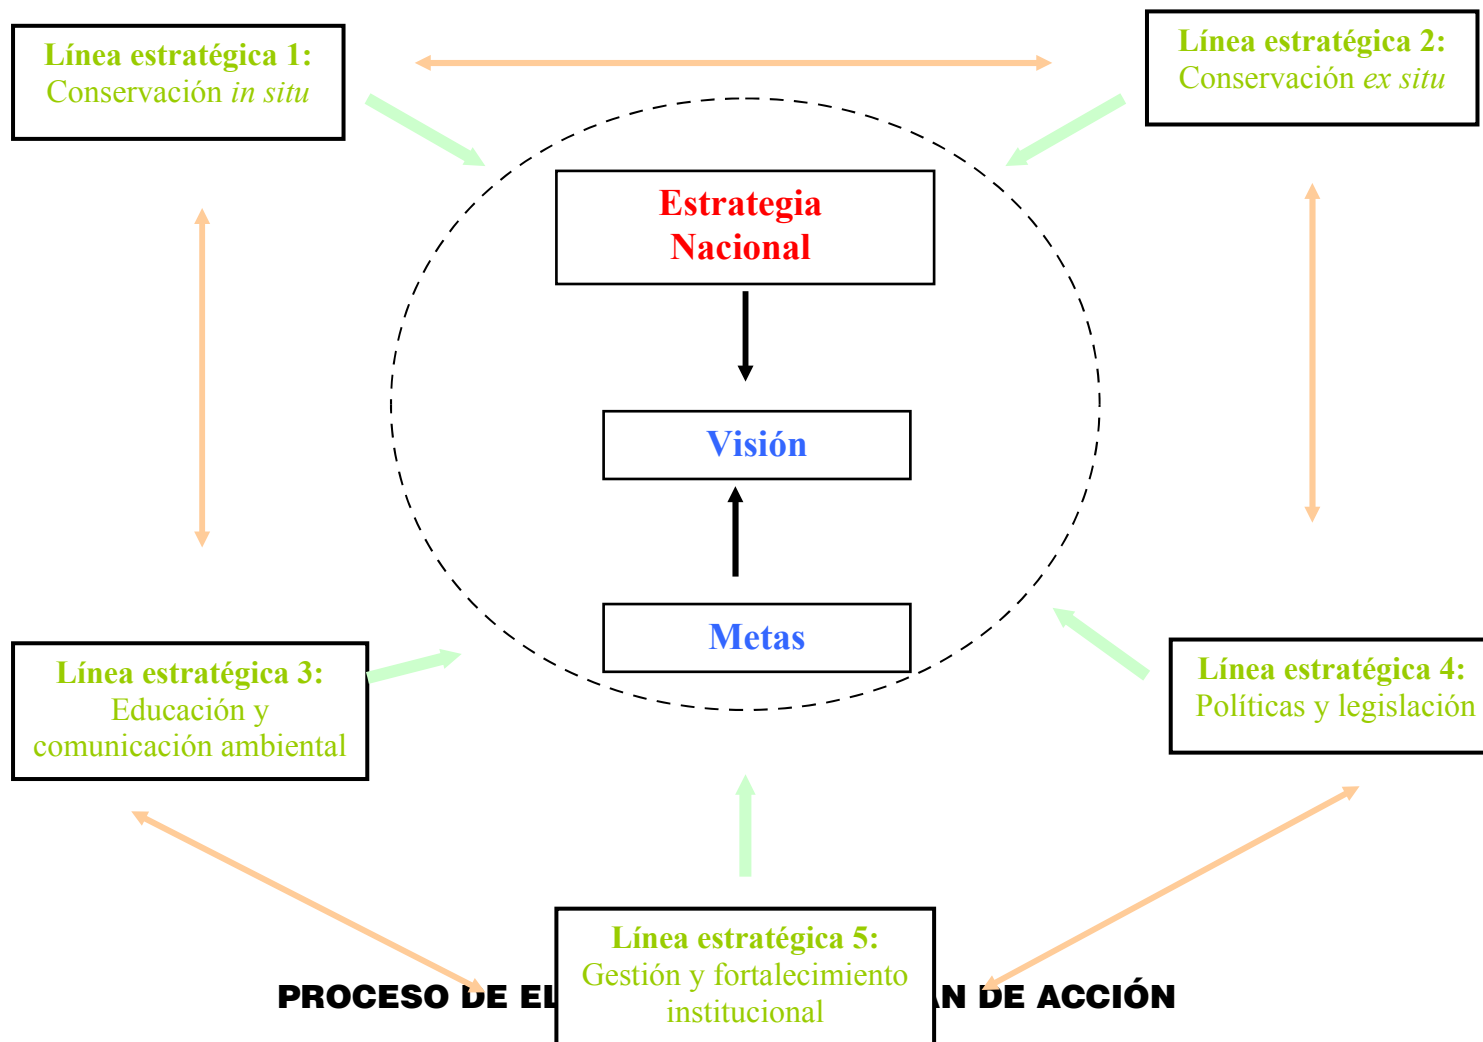 Línea estratégica 1:
Conservación in situ
Línea estratégica 2:
Conservación ex situ
Estrategia
Nacional
Visión
Metas
Línea estratégica 3:
Educación y
comunicación ambiental
Línea estratégica 4:
Políticas y legislación
Línea estratégica 5:
Gestión y fortalecimiento
institucional
PROCESO DE DE ACCIÓN